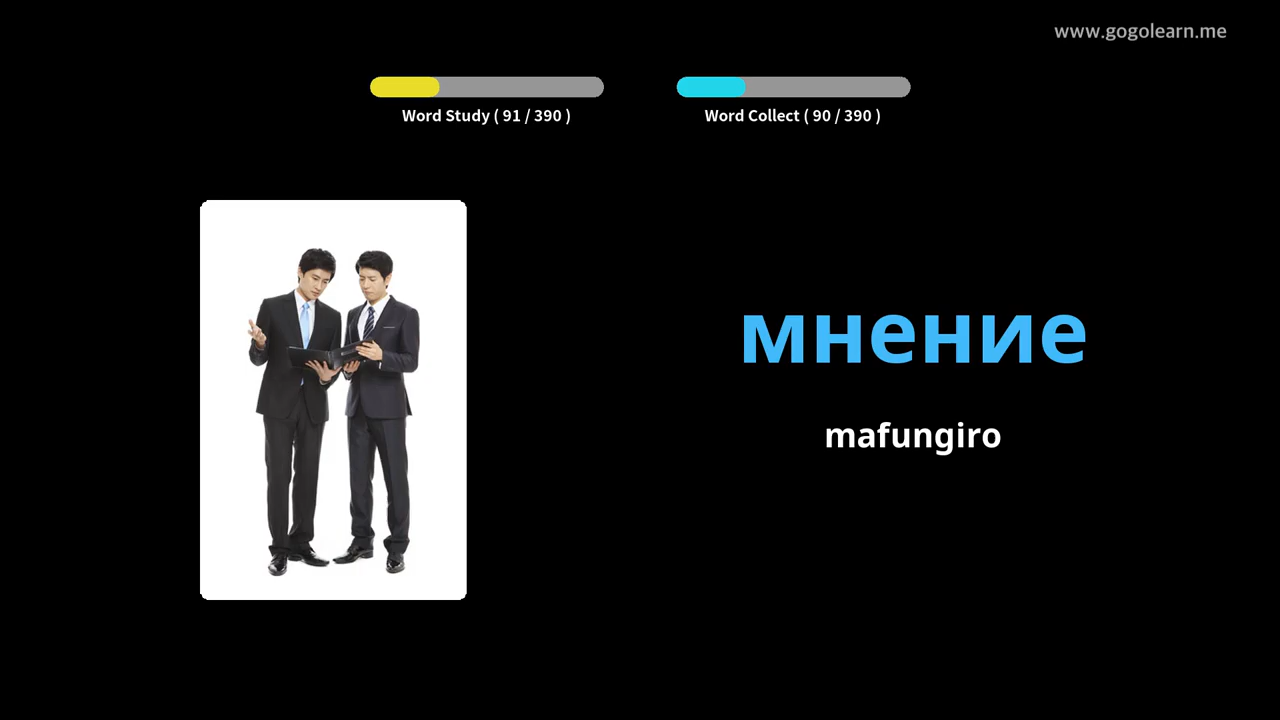 www.gogolearn.me
Word Study ( 91 / 390 )
Word Collect ( 90 / 390 )
мнение
mafungiro